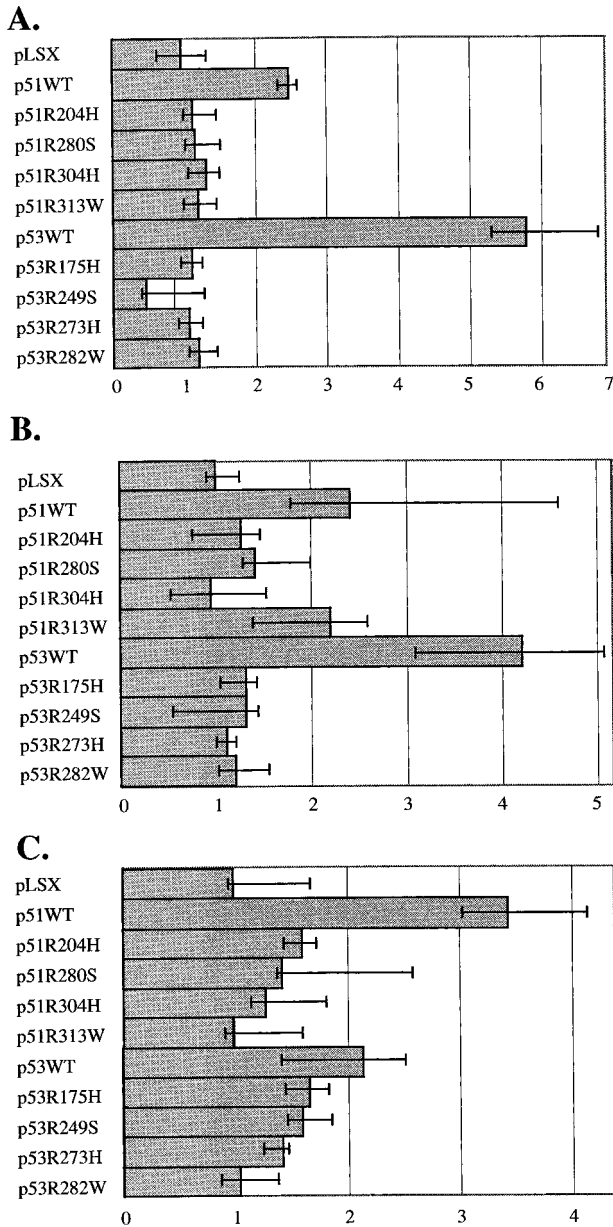 A.
pLSX
p51WT
p51R204H
p51R280S
p51R304H
p51R313W
p53WT
p53R175H
p53R249S
p53R273H
p53R282W
0 1 2 3 4 5 6 7
B.
pLSX
p51WT
p51R204H
p51R280S
p51R304H
p51R313W
p53WT
p53R175H
p53R249S
p53R273H
p53R282W
0 1 2 3 4 5
C.
pLSX
p51WT
p51R204H
p51R280S
p51R304H
p51R313W
p53WT
p53R175H
p53R249S
p53R273H
p53R282W
0 1 2 3 4